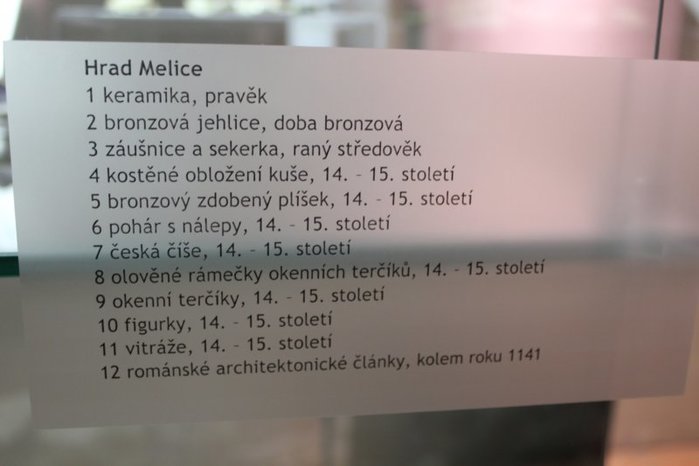 Hrad Melice
1 keramika, pravěk
2 bronzová jehlice, doba bronzová
3 záušnice a sekerka, raný středověk
4 kostěné obložení kuše, 14. - 15. století
5 bronzový zdobený plíšek, 14. - 15. století
6 pohár s nálepy, 14. - 15. století
7 česká číše, 14. - 15. století
8 olověné rámečky okenních terčíků, 14. - 15. století
9 okenní terčíky, 14. - 15. století
10 figurky, 14. - 15. století
11 vitráže, 14. - 15. století
12 románské architektonické články, kolem roku 1141